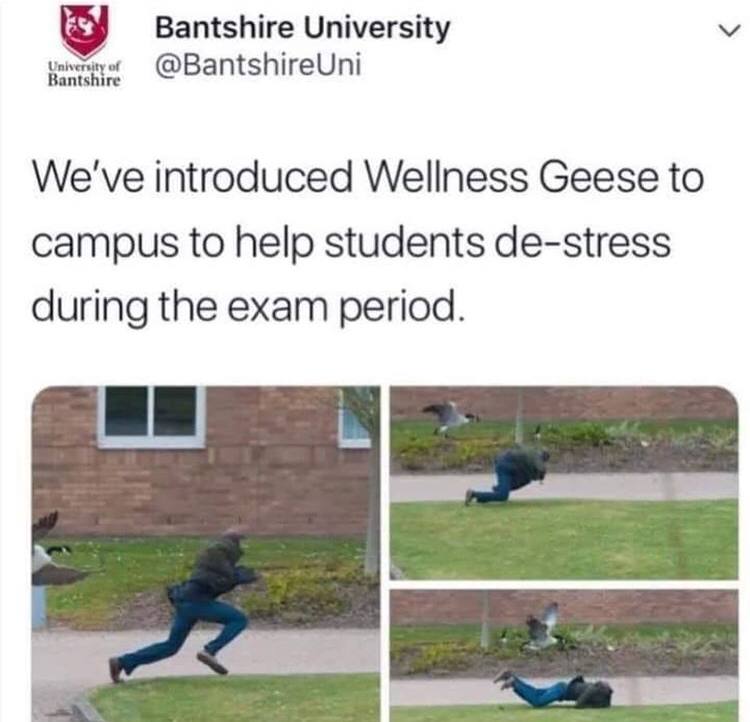 Bantshire University
@BantshireUni
University of
Bantshire
We've introduced Wellness Geese to
campus to help students de-stress
during the exam period.